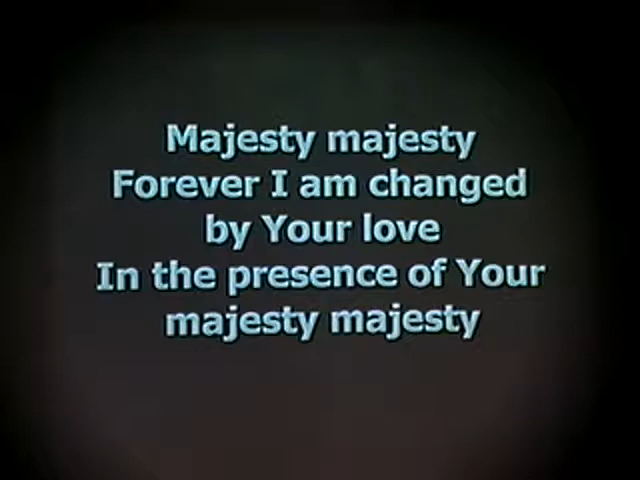 Majesty majesty
Forever I am changed
by Your love
In the presence of Your
majesty majesty